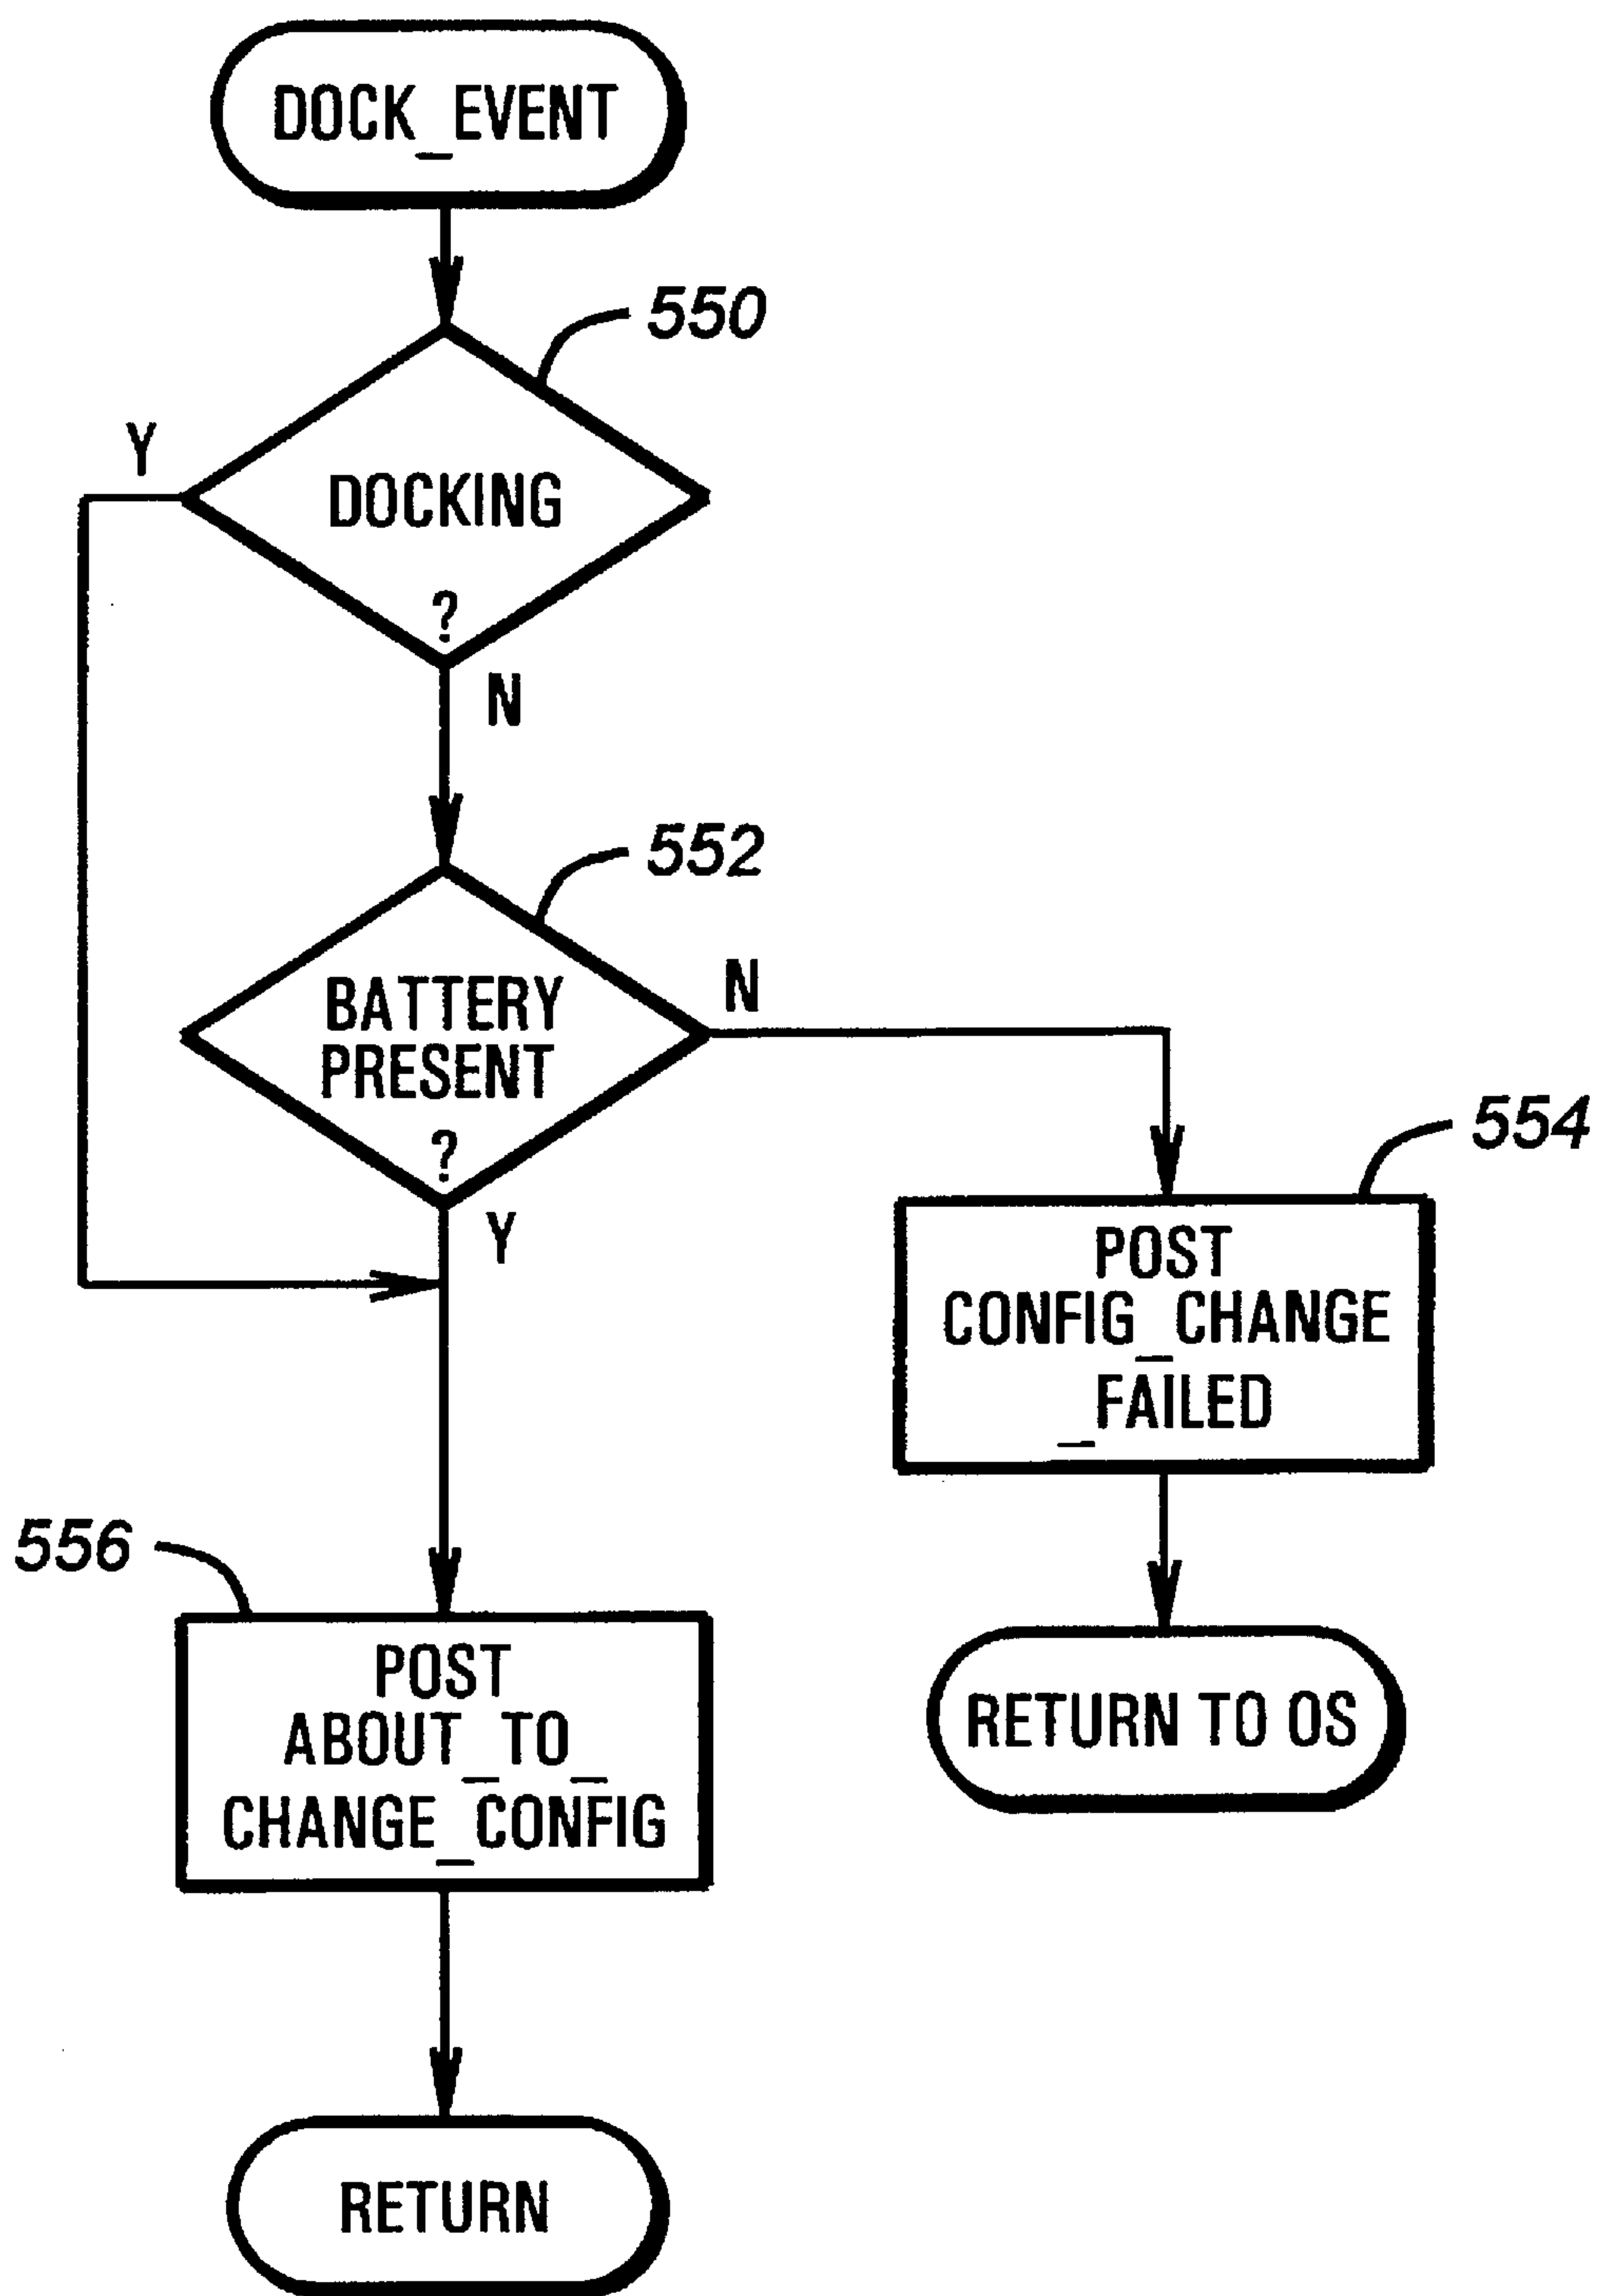 DOCK_EVENT
550
Y
DOCKING
?
N
552
BATTERY
PRESENT
?
N
Y
554
POST
CONFIG_CHANGE
_FAILED
556
POST
ABOUT_TO_
CHANGE_CONFIG
RETURN TO OS
RETURN